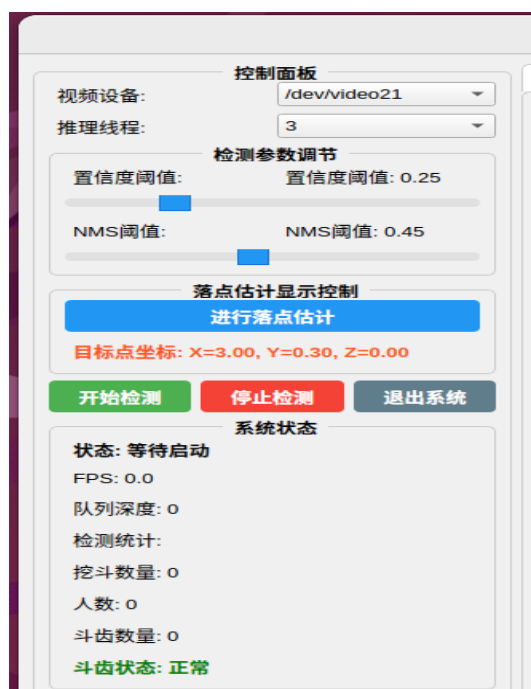 控制面板
视频设备: /dev/video21
推理线程: 3
检测参数调节
置信度阈值: 置信度阈值: 0.25
NMS阈值: NMS阈值: 0.45
落点估计显示控制
进行落点估计
目标点坐标: X=3.00, Y=0.30, Z=0.00
开始检测 停止检测 退出系统
系统状态
状态: 等待启动
FPS: 0.0
队列深度: 0
检测统计:
挖斗数量: 0
人数: 0
斗齿数量: 0
斗齿状态: 正常